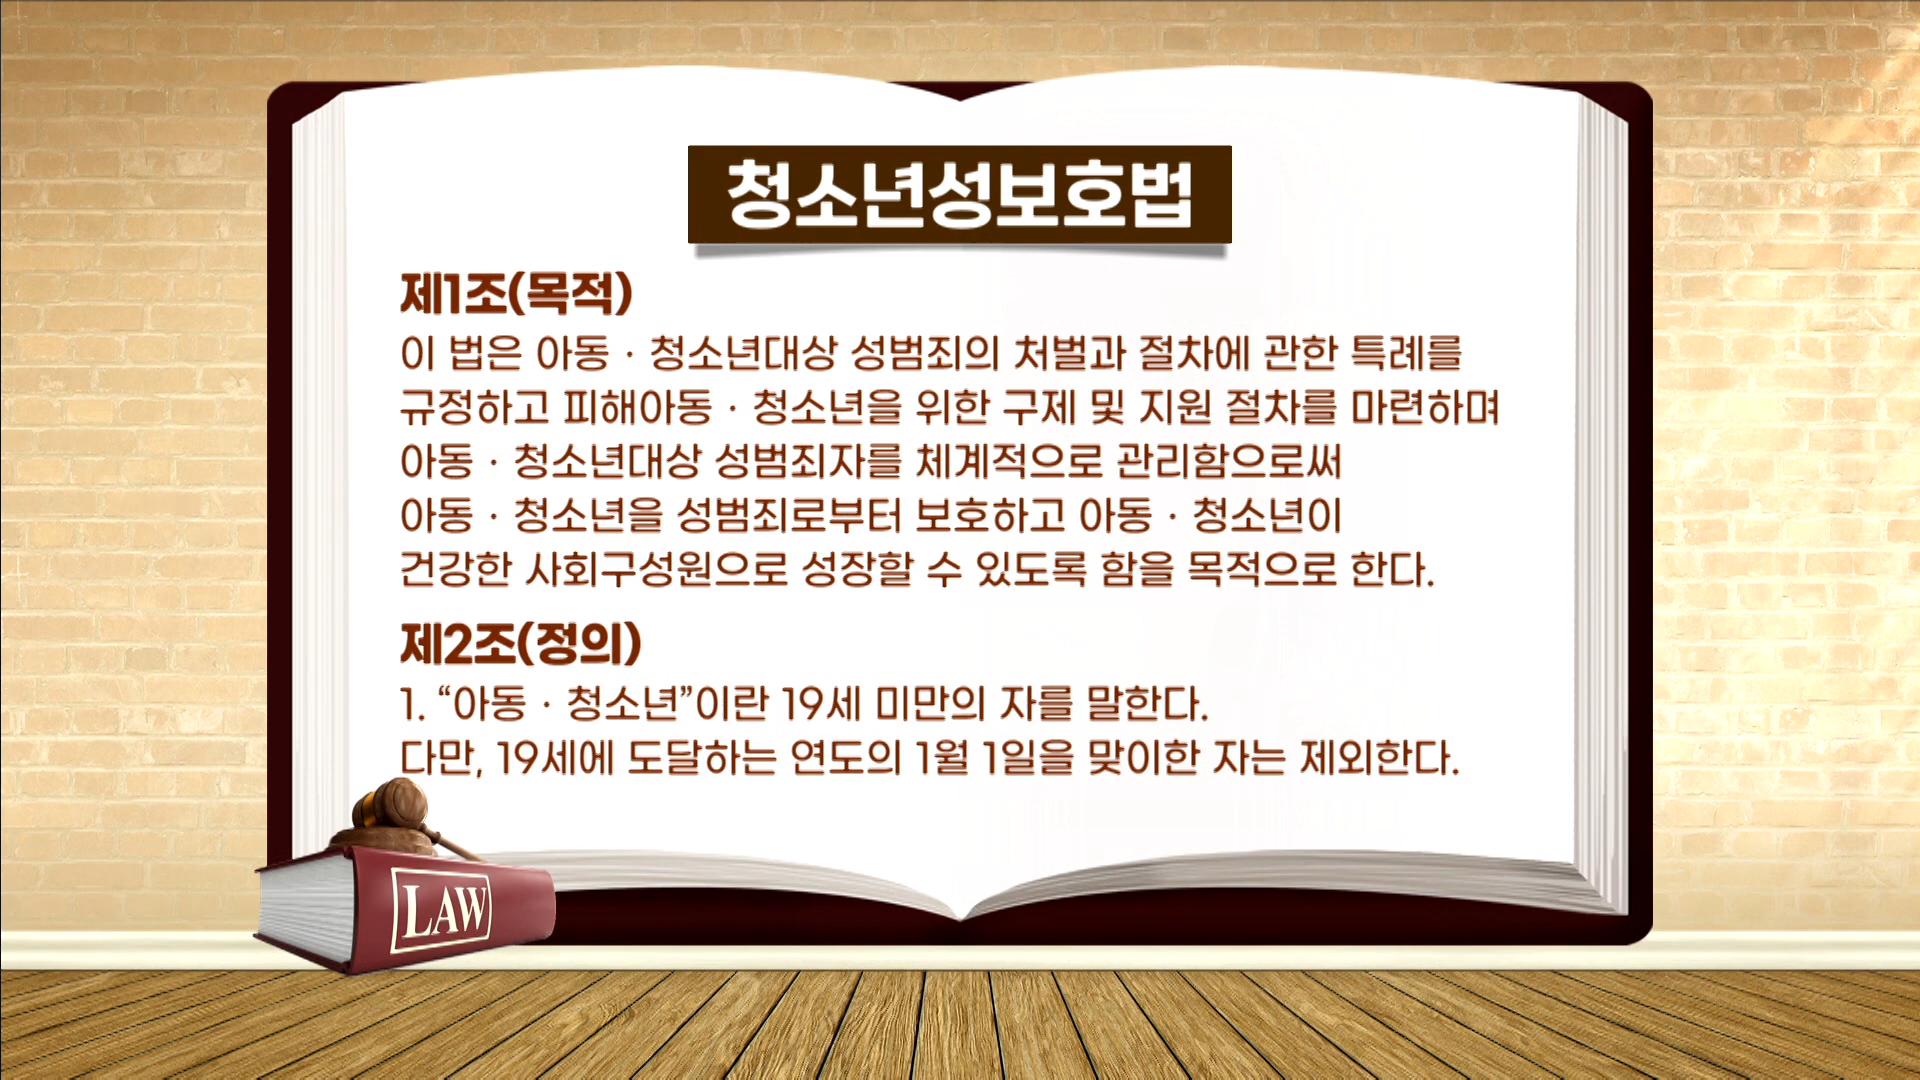 청소년성보호법
제1조(목적)
이 법은 아동 · 청소년대상 성범죄의 처벌과 절차에 관한 특례를
규정하고 피해아동 · 청소년을 위한 구제 및 지원 절차를 마련하며
아동 · 청소년대상 성범죄자를 체계적으로 관리함으로써
아동 · 청소년을 성범죄로부터 보호하고 아동 · 청소년이
건강한 사회구성원으로 성장할 수 있도록 함을 목적으로 한다.
제2조(정의)
1. “아동 · 청소년”이란 19세 미만의 자를 말한다.
다만, 19세에 도달하는 연도의 1월 1일을 맞이한 자는 제외한다.
LAW